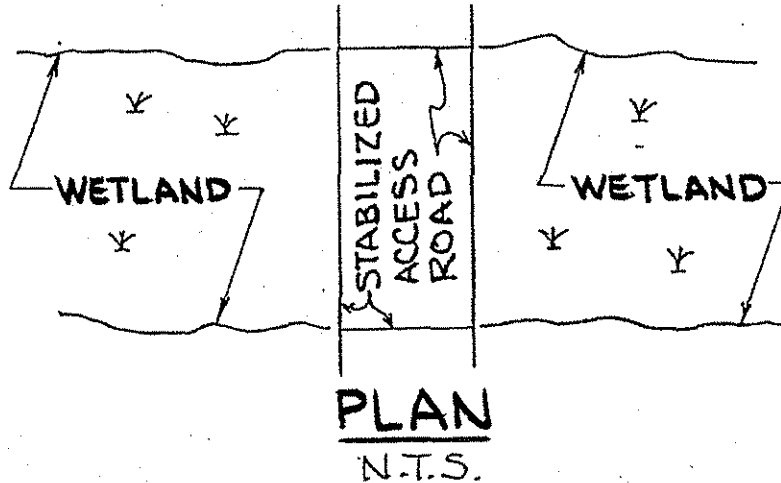 WETLAND
STABILIZED
ACCESS
ROAD
WETLAND
PLAN
N.T.S.